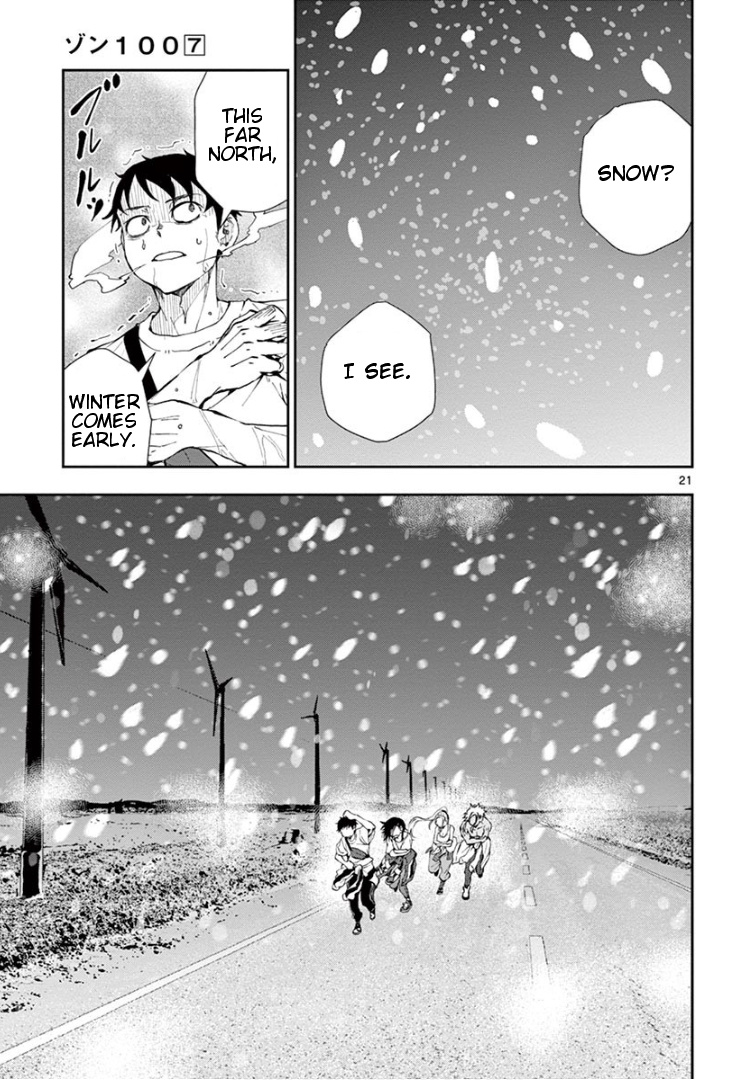 ゾン１００７
SNOW?
I SEE.
THIS
FAR
NORTH,
ブルルッ
WINTER
COMES
EARLY.
21